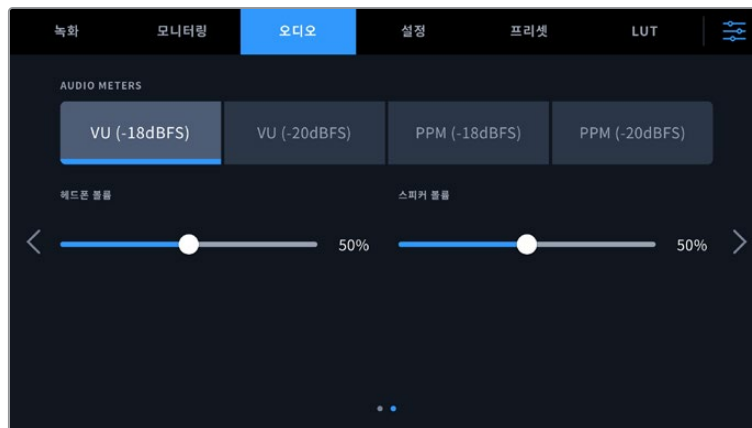 녹화 모니터링 오디오 설정 프리셋 LUT
AUDIO METERS
VU (-18dBFS) VU (-20dBFS) PPM (-18dBFS) PPM (-20dBFS)
헤드폰 볼륨 스피커 볼륨
50% 50%